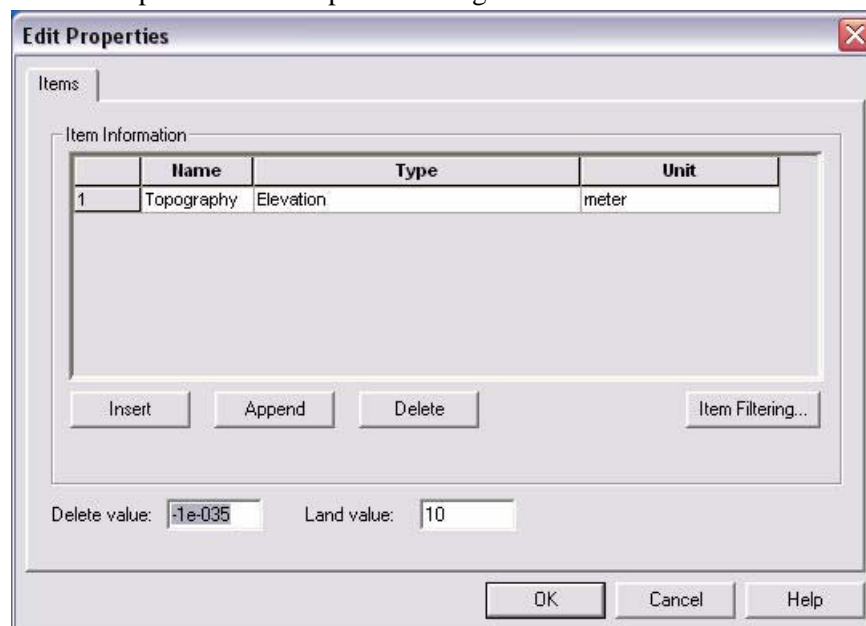 Edit Properties
Items
Item Information
Name Type Unit
1 Topography Elevation meter
Insert Append Delete Item Filtering...
Delete value: -1e-035 Land value: 10
OK Cancel Help